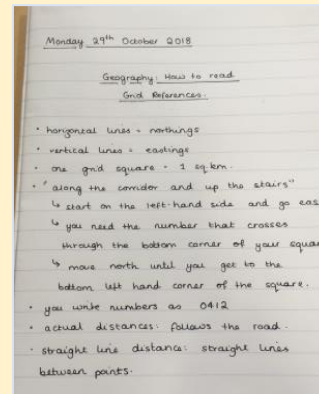 Monday 29th October 2018
Geography: How to read
Grid References.
• horizontal lines = northings
• vertical lines = eastings
• one grid square = 1 sq.km.
• "along the corridor and up the stairs"
↳ start on the left-hand side and go eas
↳ you need the number that crosses
through the bottom corner of your squa
↳ move north until you get to the
bottom left hand corner of the square.
• you write numbers as 0412
• actual distances: follows the road.
• straight line distance: straight lines
between points.